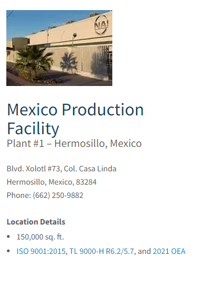 NAI
Mexico Production
Facility
Plant #1 – Hermosillo, Mexico
Blvd. Xolotl #73, Col. Casa Linda
Hermosillo, Mexico, 83284
Phone: (662) 250-9882
Location Details
150,000 sq. ft.
ISO 9001:2015, TL 9000-H R6.2/5.7, and 2021 OEA